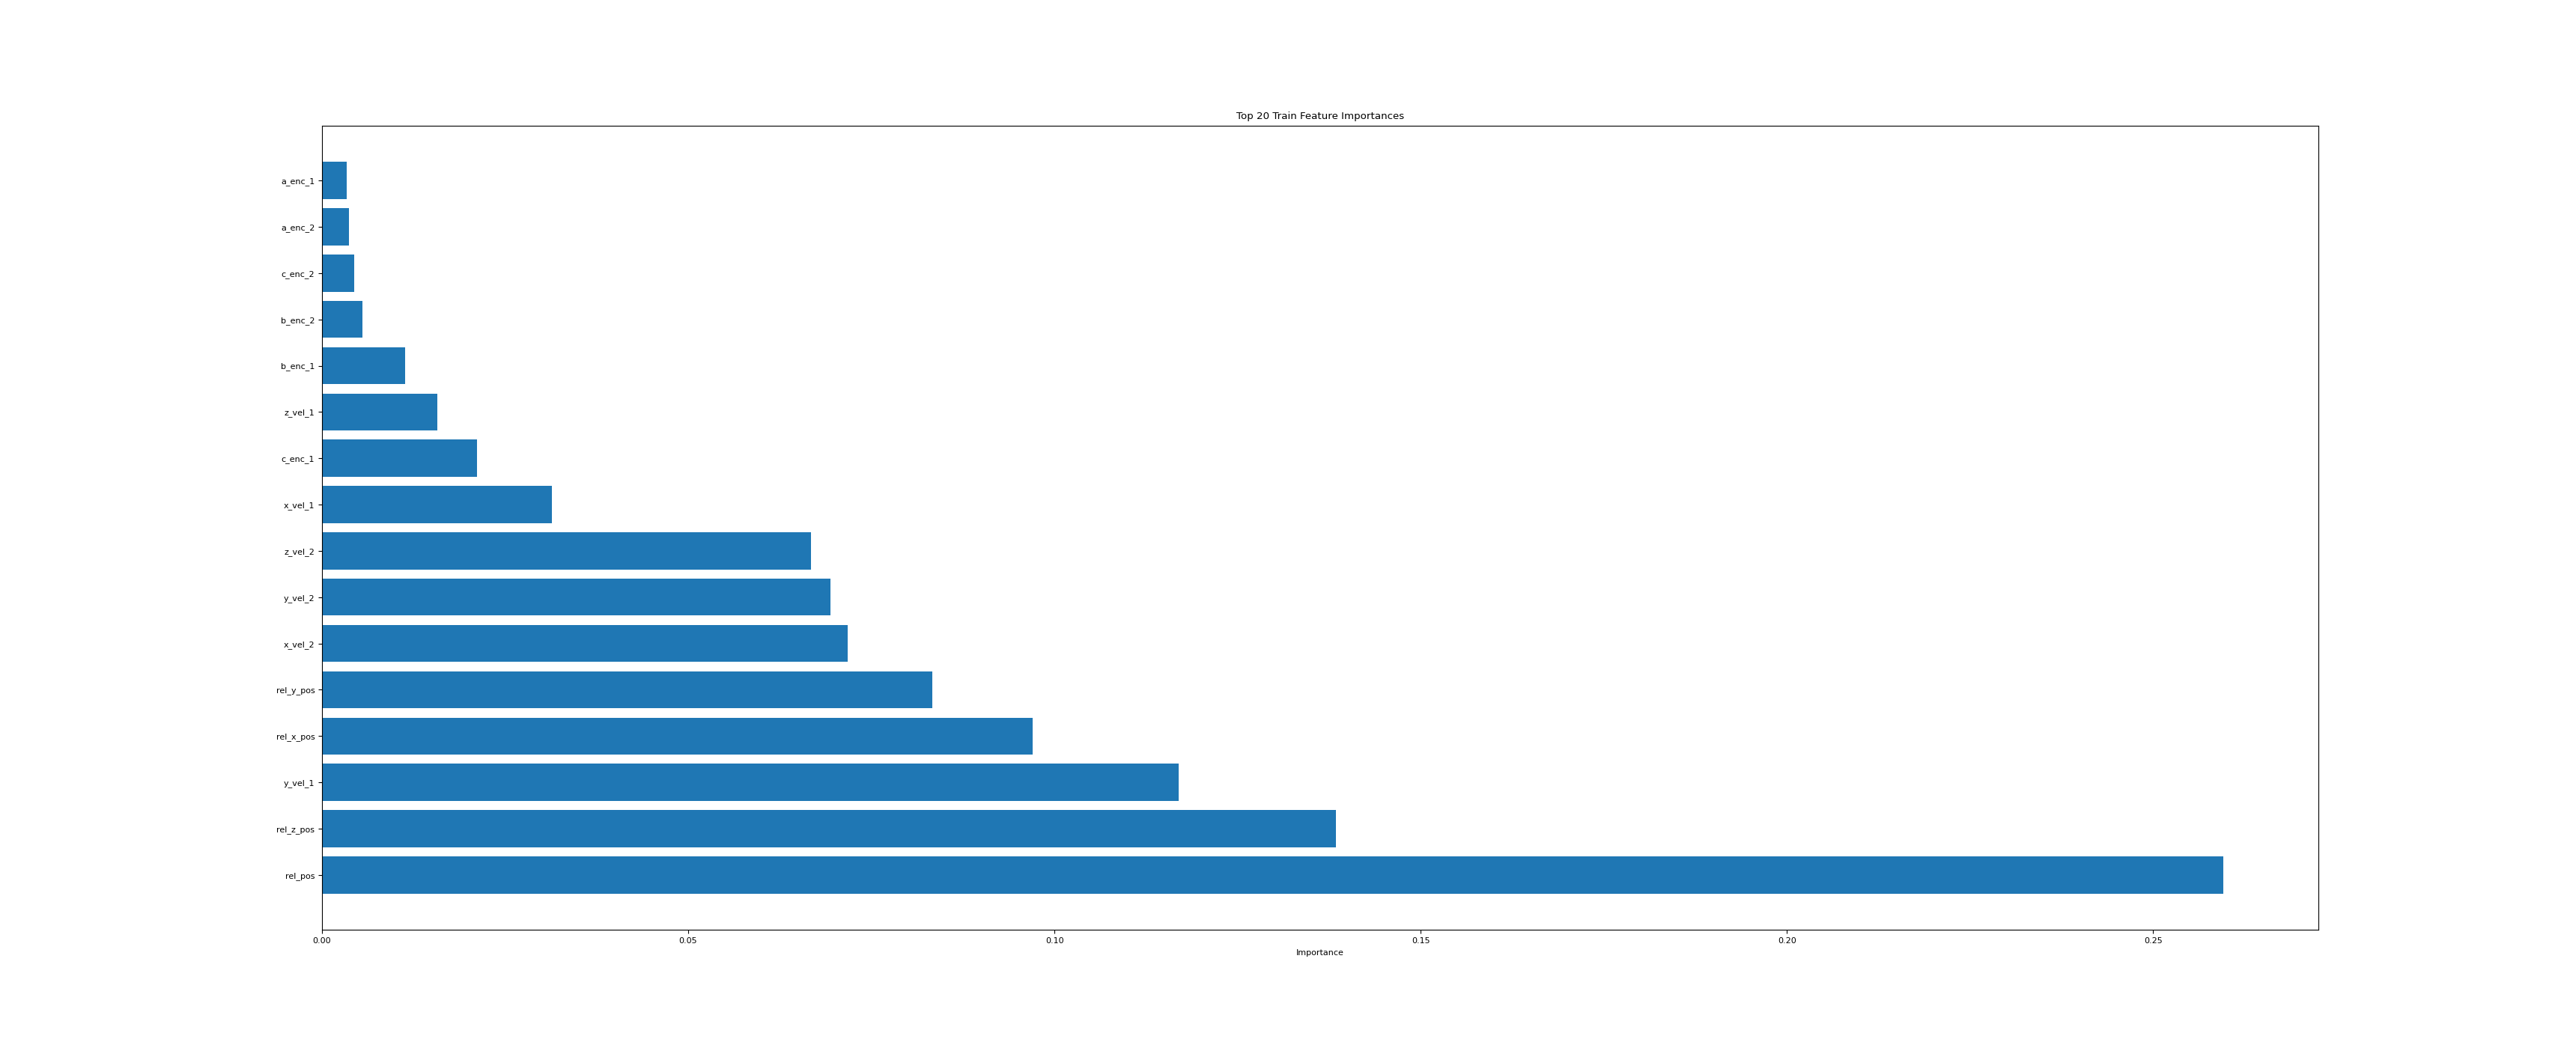 Top 20 Train Feature Importances
a_enc_1
a_enc_2
c_enc_2
b_enc_2
b_enc_1
z_vel_1
c_enc_1
x_vel_1
z_vel_2
y_vel_2
x_vel_2
rel_y_pos
rel_x_pos
y_vel_1
rel_z_pos
rel_pos
0.00 0.05 0.10 0.15 0.20 0.25
Importance